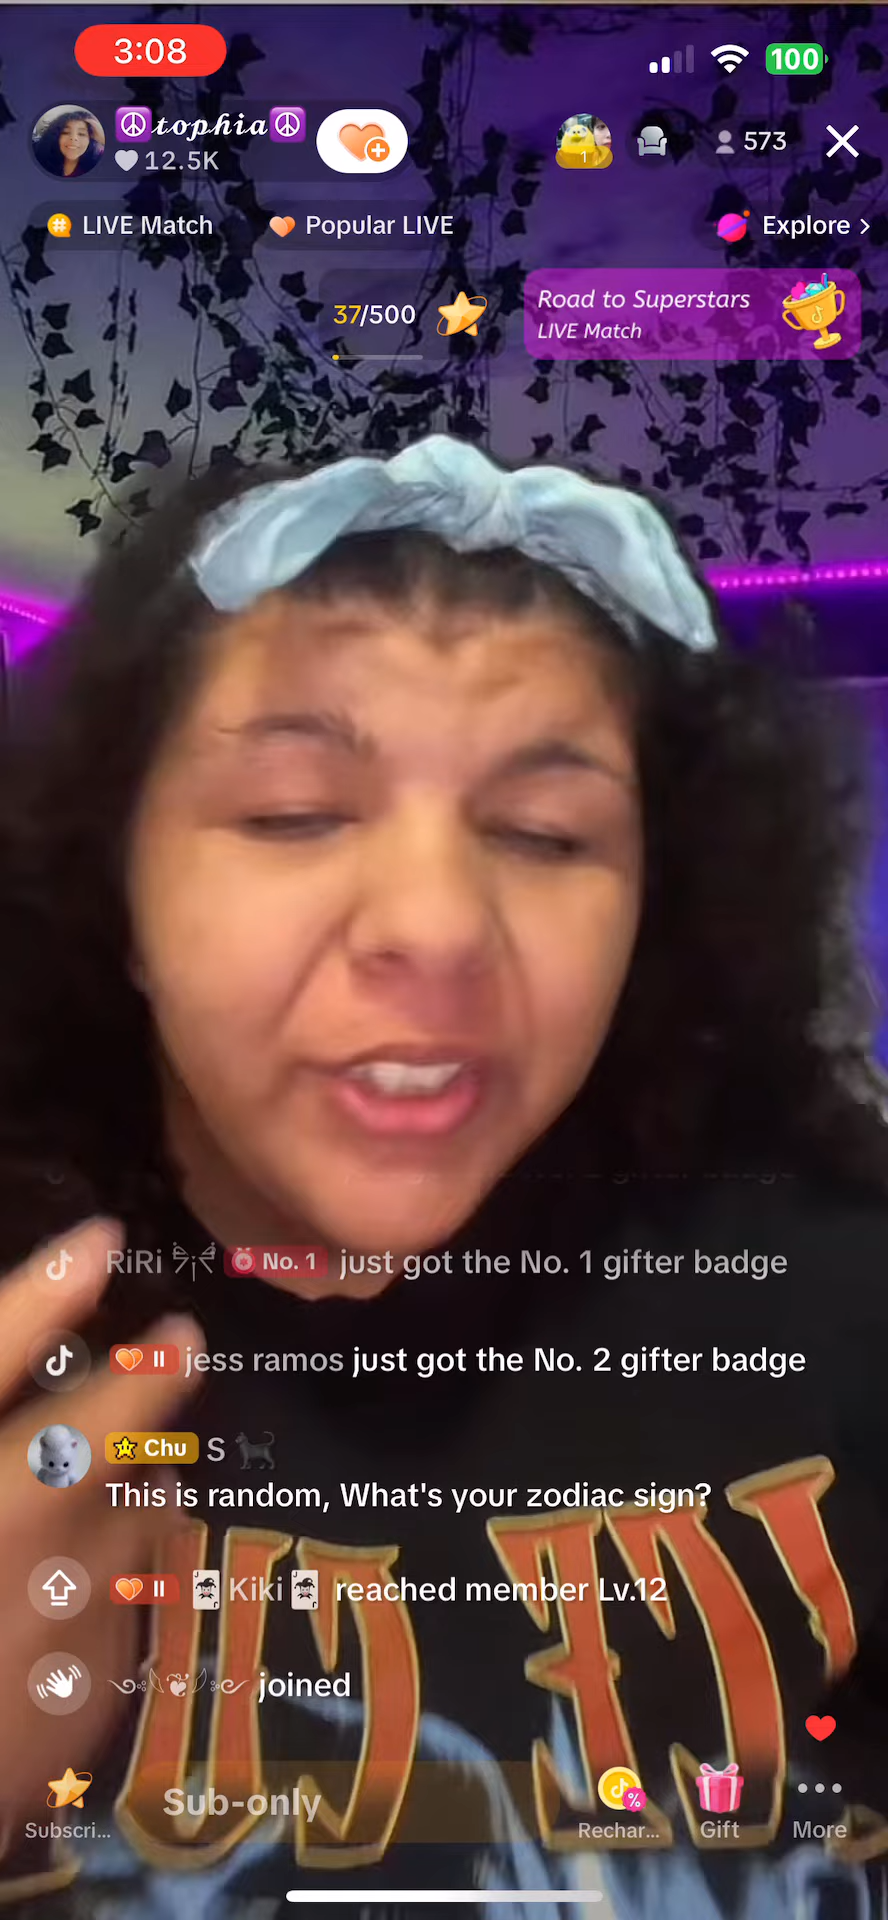 3:08
100
☮️𝓽𝓸𝓹𝓱𝓲𝓪☮️
12.5K
1
573
LIVE Match
Popular LIVE
Explore >
37/500
Road to Superstars
LIVE Match
RiRi No. 1 just got the No. 1 gifter badge
II jess ramos just got the No. 2 gifter badge
Chu S 🐈‍⬛
This is random, What's your zodiac sign?
II 🃏Kiki🃏 reached member Lv.12
joined
Sub-only
Subscri...
Rechar...
Gift
More